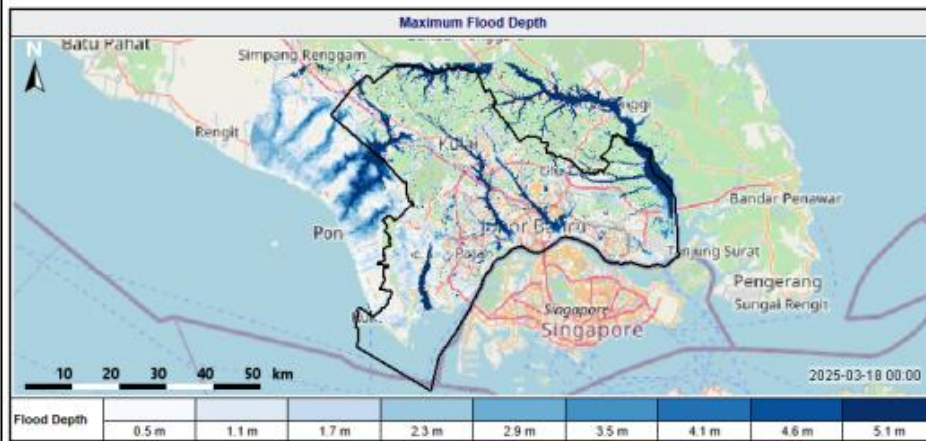 Maximum Flood Depth
N
Batu Pahat
Simpang Renggam
Rengit
Kulai
Bandar Penawar
Pon
Johor Bahru
Tanjung Surat
Pengerang
Singapore
Sungai Rengit
Singapore
10 20 30 40 50 km
2025-03-18 00:00
Flood Depth
0.5 m 1.1 m 1.7 m 2.3 m 2.9 m 3.5 m 4.1 m 4.6 m 5.1 m